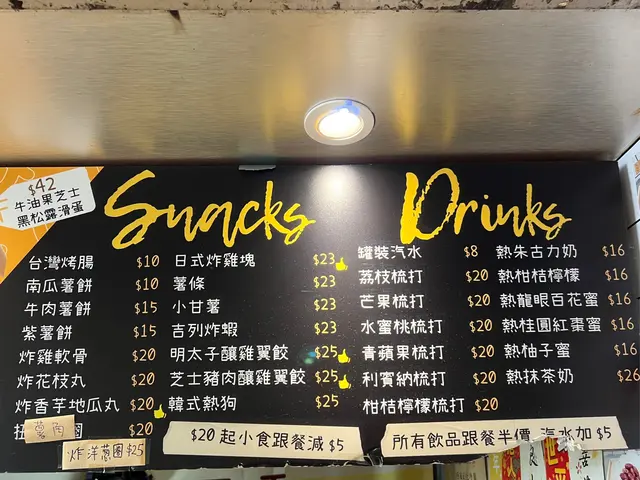 $42
牛油果芝士
黑松露滑蛋
Snacks
台灣烤腸 $10
南瓜薯餅 $10
牛肉薯餅 $15
紫薯餅 $15
炸雞軟骨 $20
炸花枝丸 $20
炸香芋地瓜丸 $20
扭 $20
炸洋蔥圈$25
日式炸雞塊 $23
薯條 $23
小甘薯 $23
吉列炸蝦 $23
明太子釀雞翼餃 $25
芝士豬肉釀雞翼餃 $25
韓式熱狗 $25
$20起小食跟餐減$5
Drinks
罐裝汽水 $8
荔枝梳打 $20
芒果梳打 $20
水蜜桃梳打 $20
青蘋果梳打 $20
利賓納梳打 $20
柑桔檸檬梳打 $20
熱朱古力奶 $16
熱柑桔檸檬 $16
熱龍眼百花蜜 $16
熱桂圓紅棗蜜 $16
熱柚子蜜 $16
熱抹茶奶 $26
所有飲品跟餐半價 汽水加$5